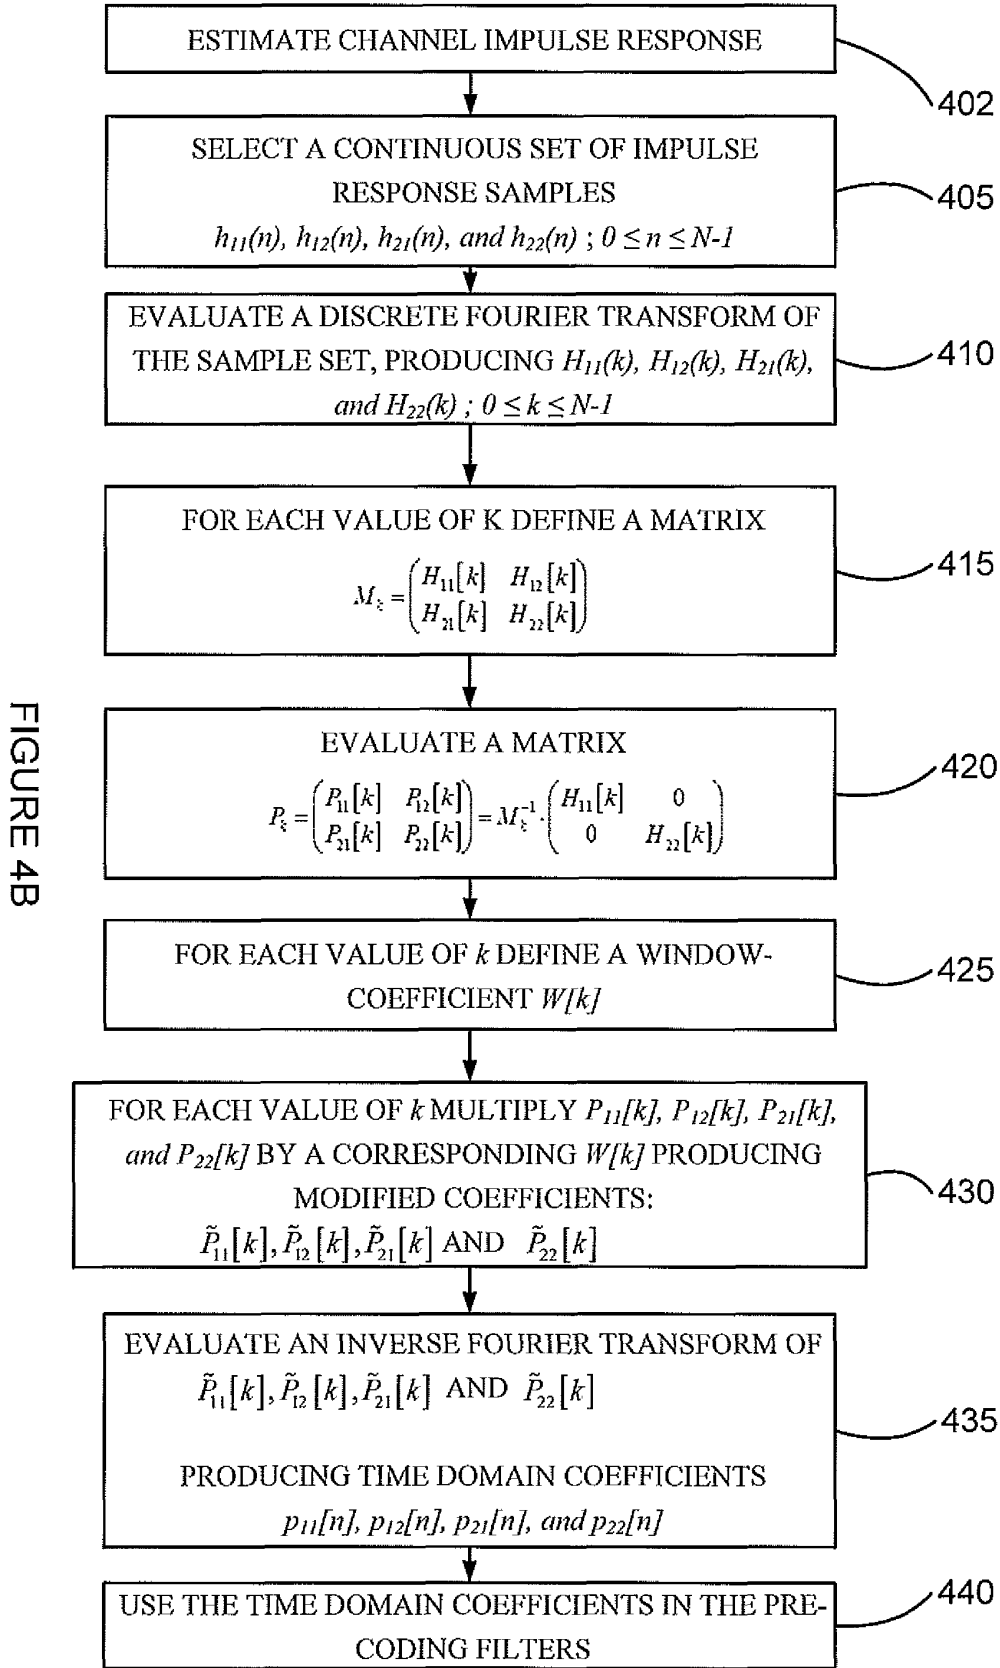 ESTIMATE CHANNEL IMPULSE RESPONSE
402
SELECT A CONTINUOUS SET OF IMPULSE
RESPONSE SAMPLES
h₁₁(n), h₁₂(n), h₂₁(n), and h₂₂(n) ; 0 ≤ n ≤ N-1
405
EVALUATE A DISCRETE FOURIER TRANSFORM OF
THE SAMPLE SET, PRODUCING H₁₁(k), H₁₂(k), H₂₁(k),
and H₂₂(k) ; 0 ≤ k ≤ N-1
410
FOR EACH VALUE OF K DEFINE A MATRIX
Mₖ = (H₁₁[k] H₁₂[k]
H₂₁[k] H₂₂[k])
415
EVALUATE A MATRIX
Pₖ = (P₁₁[k] P₁₂[k]
P₂₁[k] P₂₂[k]) = Mₖ⁻¹ · (H₁₁[k] 0
0 H₂₂[k])
420
FOR EACH VALUE OF k DEFINE A WINDOW-
COEFFICIENT W[k]
425
FOR EACH VALUE OF k MULTIPLY P₁₁[k], P₁₂[k], P₂₁[k],
and P₂₂[k] BY A CORRESPONDING W[k] PRODUCING
MODIFIED COEFFICIENTS:
P̃₁₁[k], P̃₁₂[k], P̃₂₁[k] AND P̃₂₂[k]
430
EVALUATE AN INVERSE FOURIER TRANSFORM OF
P̃₁₁[k], P̃₁₂[k], P̃₂₁[k] AND P̃₂₂[k]
PRODUCING TIME DOMAIN COEFFICIENTS
p₁₁[n], p₁₂[n], p₂₁[n], and p₂₂[n]
435
USE THE TIME DOMAIN COEFFICIENTS IN THE PRE-
CODING FILTERS
440
FIGURE 4B